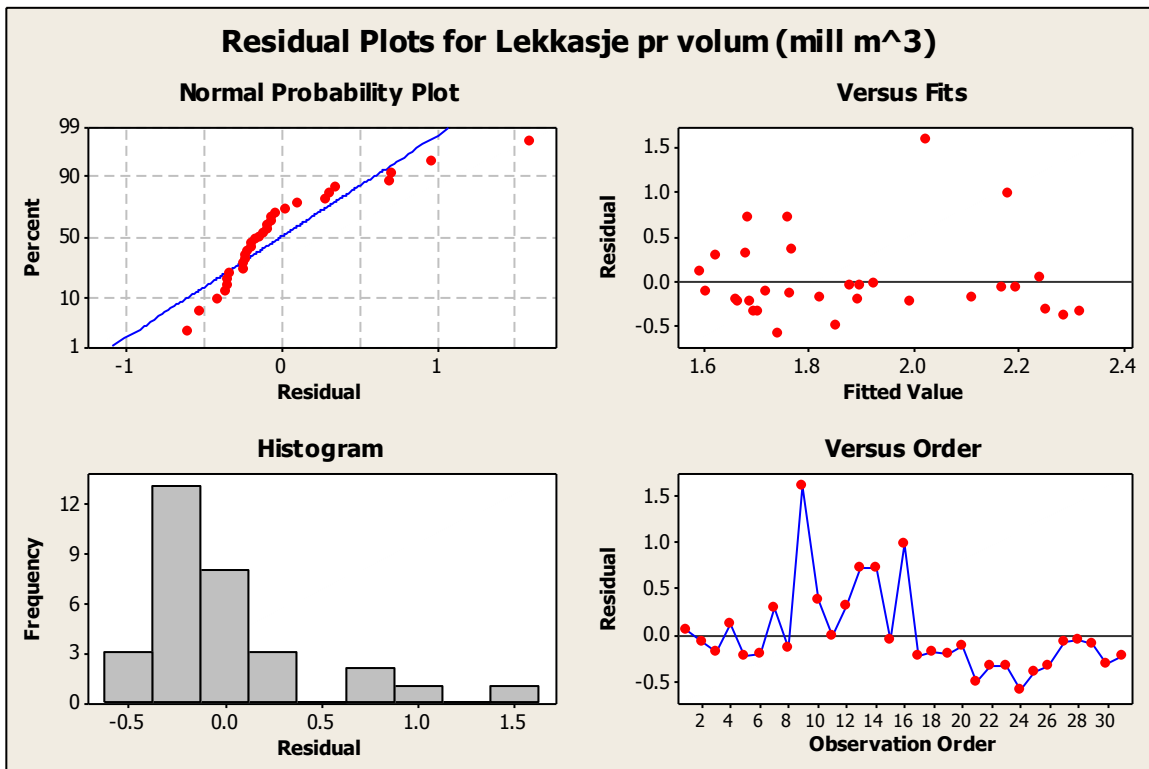 Residual Plots for Lekkasje pr volum (mill m^3)
Normal Probability Plot
Percent
99
90
50
10
1
-1 0 1
Residual
Versus Fits
Residual
1.5
1.0
0.5
0.0
-0.5
1.6 1.8 2.0 2.2 2.4
Fitted Value
Histogram
Frequency
12
9
6
3
0
-0.5 0.0 0.5 1.0 1.5
Residual
Versus Order
Residual
1.5
1.0
0.5
0.0
-0.5
2 4 6 8 10 12 14 16 18 20 22 24 26 28 30
Observation Order